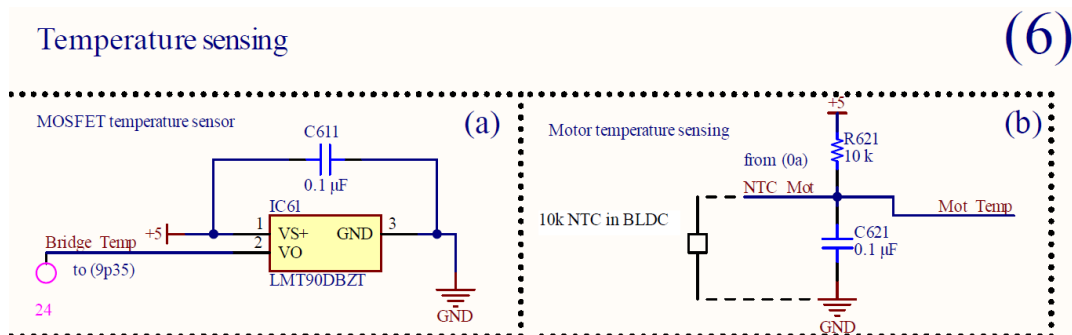 Temperature sensing
(6)
MOSFET temperature sensor
(a)
C611
0.1 µF
IC61
+5
1
VS+
GND
3
Bridge_Temp
2
VO
to (9p35)
LMT90DBZT
24
GND
Motor temperature sensing
(b)
+5
R621
10 k
from (0a)
NTC_Mot
10k NTC in BLDC
Mot_Temp
C621
0.1 µF
GND